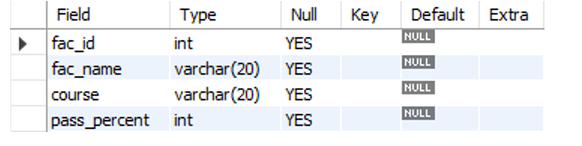 Field Type Null Key Default Extra
fac_id int YES NULL
fac_name varchar(20) YES NULL
course varchar(20) YES NULL
pass_percent int YES NULL